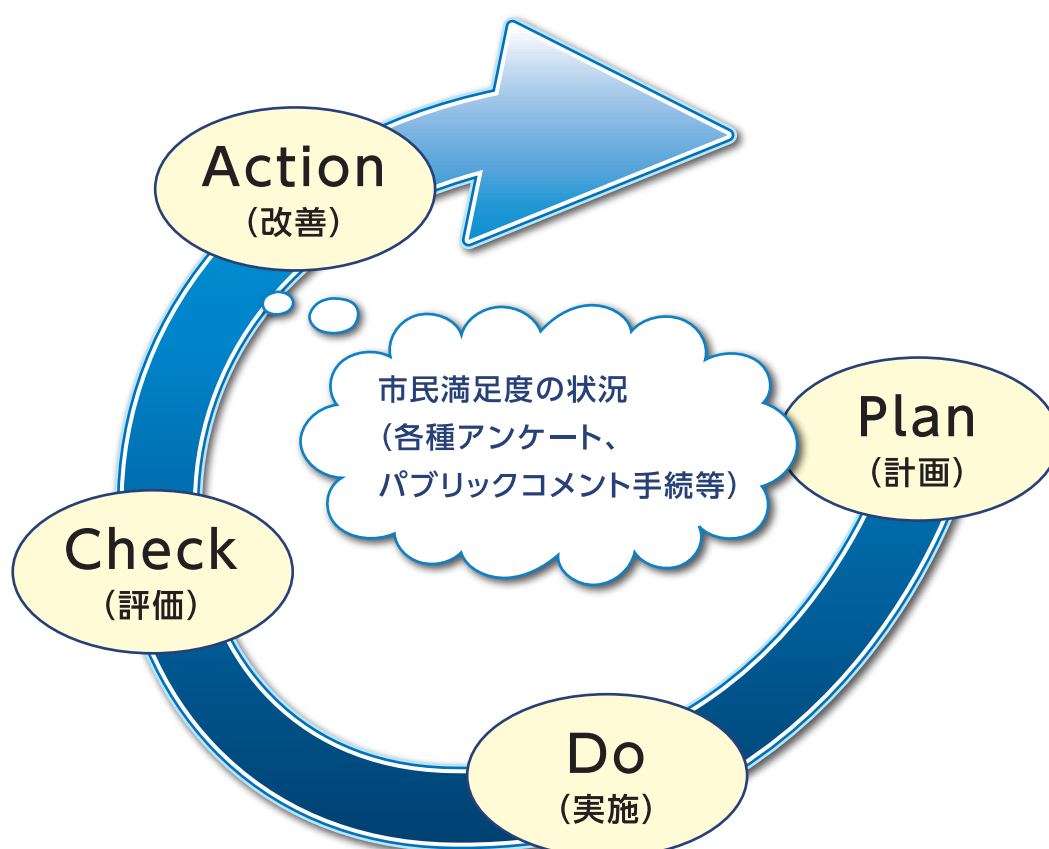 Action
（改善）
市民満足度の状況
（各種アンケート、
パブリックコメント手続等）
Plan
（計画）
Check
（評価）
Do
（実施）